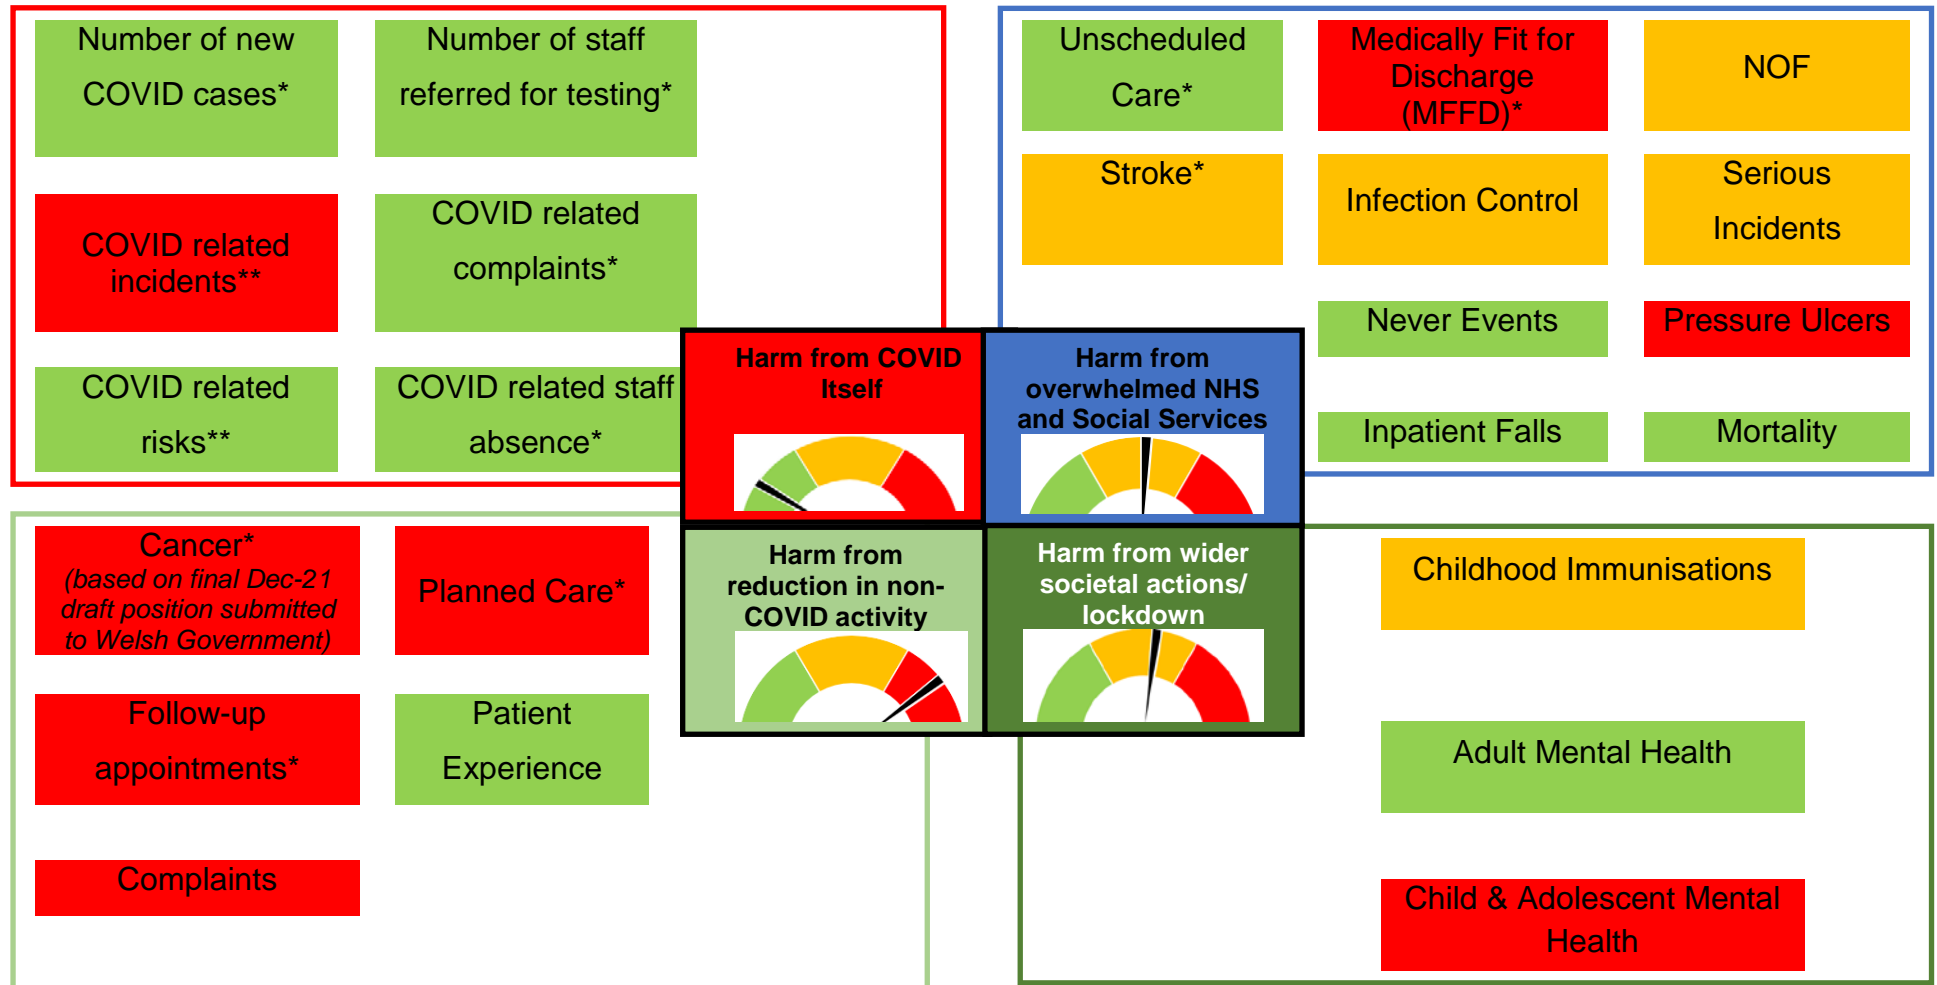 Number of new
COVID cases*
Number of staff
referred for testing*
COVID related
incidents**
COVID related
complaints*
COVID related
risks**
COVID related staff
absence*
Unscheduled
Care*
Medically Fit for
Discharge
(MFFD)*
NOF
Stroke*
Infection Control
Serious
Incidents
Never Events
Pressure Ulcers
Inpatient Falls
Mortality
Harm from COVID
Itself
Harm from
overwhelmed NHS
and Social Services
Harm from
reduction in non-
COVID activity
Harm from wider
societal actions/
lockdown
Cancer*
(based on final Dec-21
draft position submitted
to Welsh Government)
Planned Care*
Follow-up
appointments*
Patient
Experience
Complaints
Childhood Immunisations
Adult Mental Health
Child & Adolescent Mental
Health